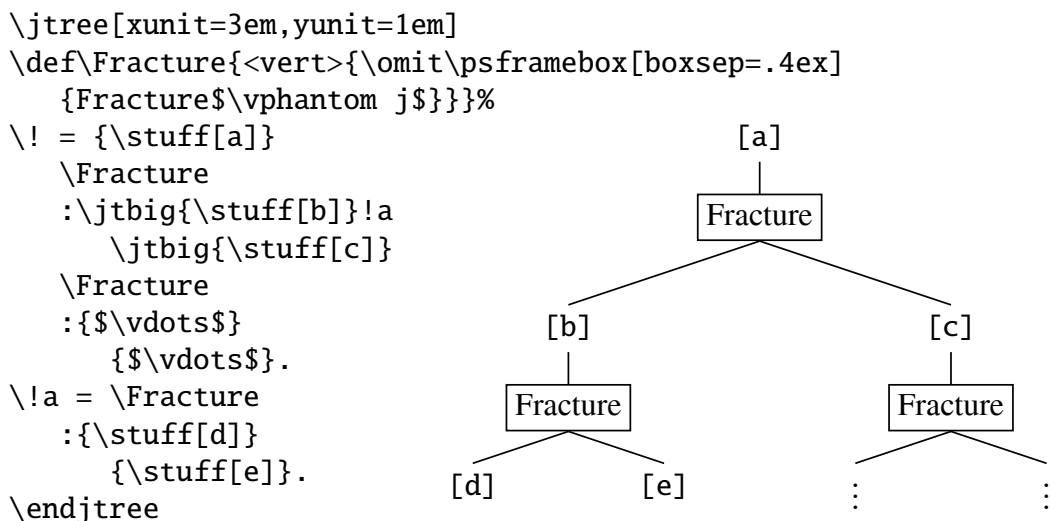 \jtree[xunit=3em,yunit=1em]
\def\Fracture{<vert>{\omit\psframebox[boxsep=.4ex]
{Fracture$\vphantom j$}}}%
\! = {\stuff[a]}
\Fracture
:\jtbig{\stuff[b]}!a
\jtbig{\stuff[c]}
\Fracture
:{$\vdots$}
{$\vdots$}.
\!a = \Fracture
:{\stuff[d]}
{\stuff[e]}.
\endjtree
[a]
Fracture
[b] [c]
Fracture Fracture
[d] [e] ⋮ ⋮